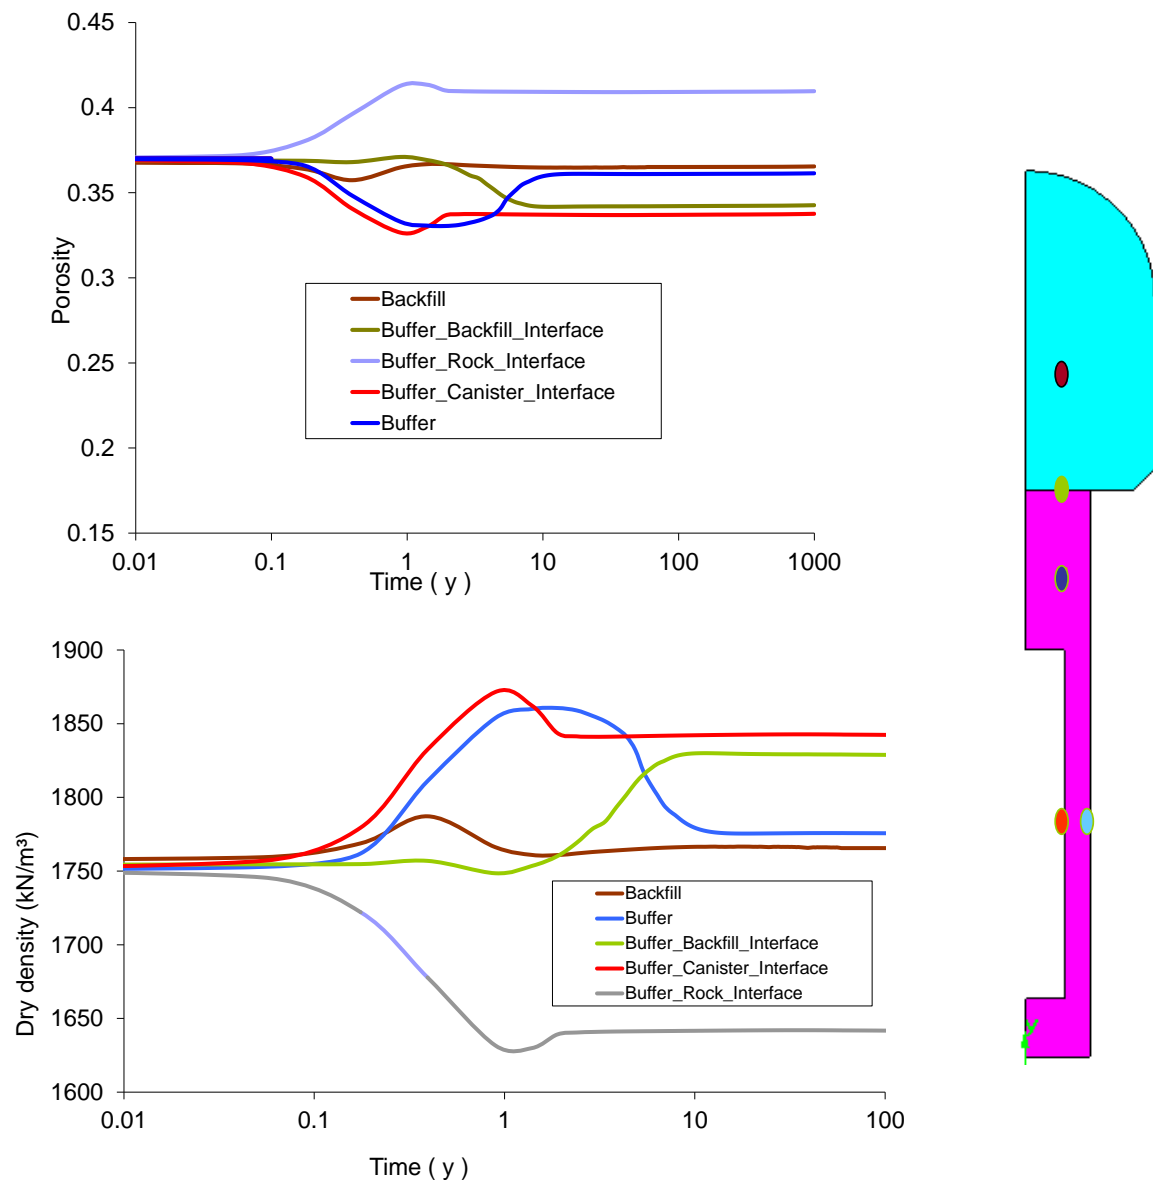 0.45
0.4
0.35
0.3
0.25
0.2
0.15
Porosity
Backfill
Buffer_Backfill_Interface
Buffer_Rock_Interface
Buffer_Canister_Interface
Buffer
0.01 0.1 1 10 100 1000
Time ( y )
1900
1850
1800
1750
1700
1650
1600
Dry density (kN/m³)
Backfill
Buffer
Buffer_Backfill_Interface
Buffer_Canister_Interface
Buffer_Rock_Interface
0.01 0.1 1 10 100
Time ( y )
Y